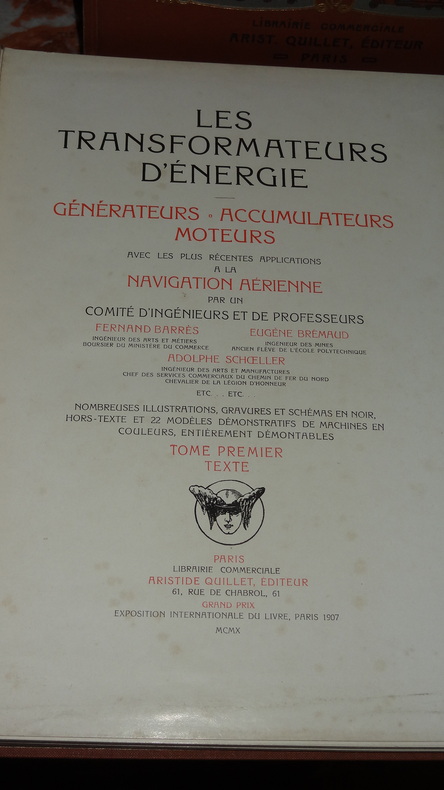 LIBRAIRIE COMMERCIALE
ARIST. QUILLET, ÉDITEUR
PARIS
LES
TRANSFORMATEURS
D'ÉNERGIE
GÉNÉRATEURS · ACCUMULATEURS
MOTEURS
AVEC LES PLUS RÉCENTES APPLICATIONS
A LA
NAVIGATION AÉRIENNE
PAR UN
COMITÉ D'INGÉNIEURS ET DE PROFESSEURS
FERNAND BARRÈS
INGÉNIEUR DES ARTS ET MÉTIERS
BOURSIER DU MINISTÈRE DU COMMERCE
EUGÈNE BRÉMAUD
INGÉNIEUR DES MINES
ANCIEN ÉLÈVE DE L'ÉCOLE POLYTECHNIQUE
ADOLPHE SCHŒLLER
INGÉNIEUR DES ARTS ET MANUFACTURES
CHEF DES SERVICES COMMERCIAUX DU CHEMIN DE FER DU NORD
CHEVALIER DE LA LÉGION D'HONNEUR
ETC . . ETC
NOMBREUSES ILLUSTRATIONS, GRAVURES ET SCHÉMAS EN NOIR,
HORS-TEXTE ET 22 MODÈLES DÉMONSTRATIFS DE MACHINES EN
COULEURS, ENTIÈREMENT DÉMONTABLES
TOME PREMIER
TEXTE
PARIS
LIBRAIRIE COMMERCIALE
ARISTIDE QUILLET, ÉDITEUR
61, RUE DE CHABROL, 61
GRAND PRIX
EXPOSITION INTERNATIONALE DU LIVRE, PARIS 1907
MCMX